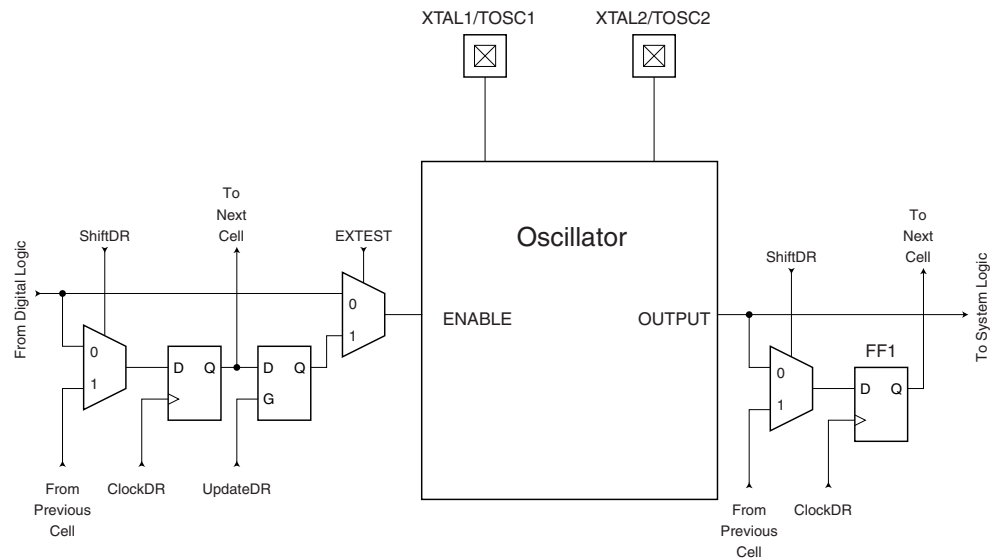 XTAL1/TOSC1
XTAL2/TOSC2
To
Next
Cell
ShiftDR
EXTEST
From Digital Logic
0
1
0
1
D Q
D Q
G
From
Previous
Cell
ClockDR
UpdateDR
Oscillator
ENABLE
OUTPUT
To
Next
Cell
ShiftDR
To System Logic
FF1
0
1
D Q
From
Previous
Cell
ClockDR